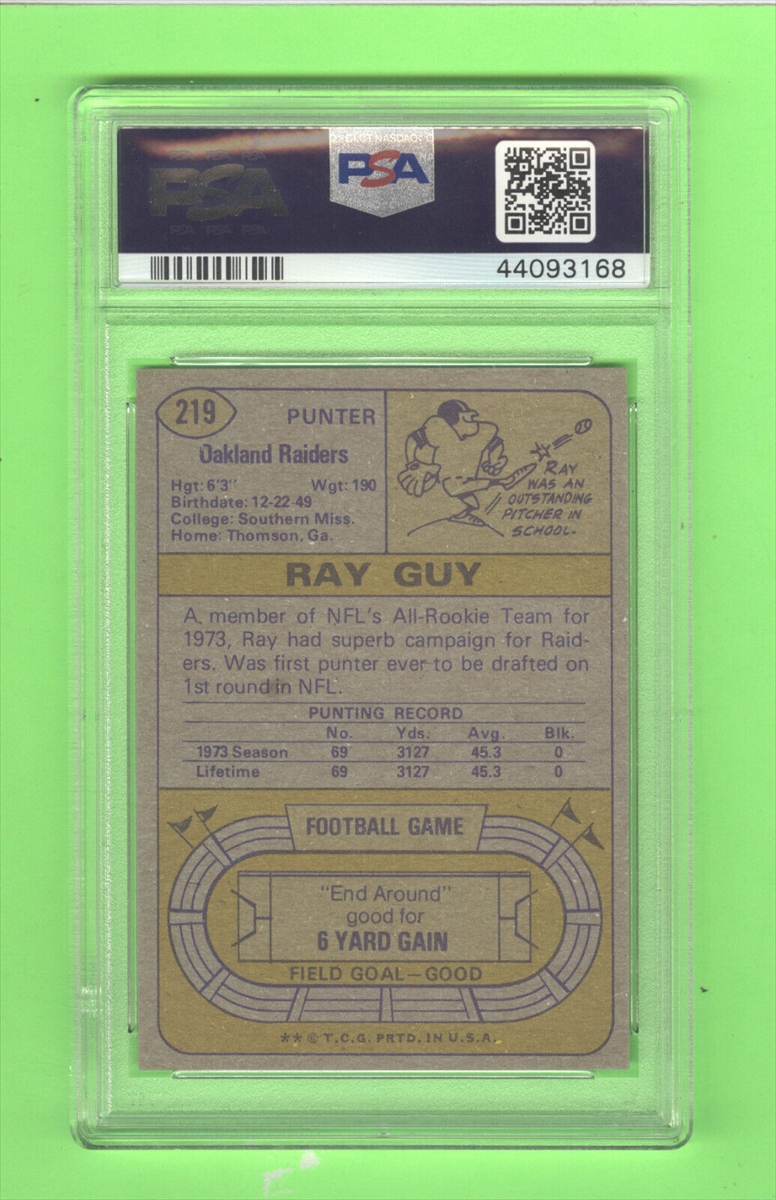 PSA
PSA PSA PSA
PSA
44093168
219
PUNTER
Oakland Raiders
Hgt: 6'3" Wgt: 190
Birthdate: 12-22-49
College: Southern Miss.
Home: Thomson, Ga.
RAY
WAS AN
OUTSTANDING
PITCHER IN
SCHOOL.
RAY GUY
A member of NFL's All-Rookie Team for
1973, Ray had superb campaign for Raid-
ers. Was first punter ever to be drafted on
1st round in NFL.
PUNTING RECORD
No. Yds. Avg. Blk.
1973 Season 69 3127 45.3 0
Lifetime 69 3127 45.3 0
FOOTBALL GAME
"End Around"
good for
6 YARD GAIN
FIELD GOAL—GOOD
** © T.C.G. PRTD. IN U.S.A.